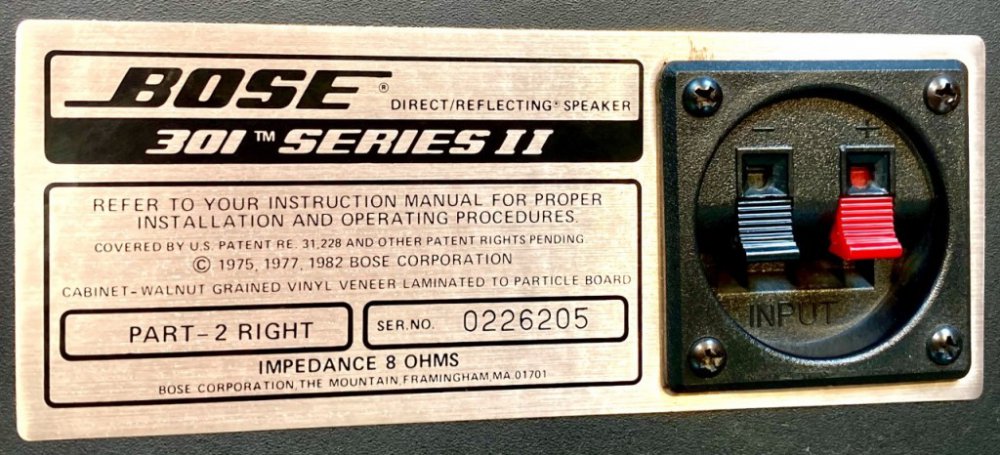 BOSE® DIRECT/REFLECTING® SPEAKER
301™ SERIES II
REFER TO YOUR INSTRUCTION MANUAL FOR PROPER
INSTALLATION AND OPERATING PROCEDURES.
COVERED BY U.S. PATENT RE. 31,228 AND OTHER PATENT RIGHTS PENDING.
© 1975, 1977, 1982 BOSE CORPORATION
CABINET-WALNUT GRAINED VINYL VENEER LAMINATED TO PARTICLE BOARD
PART-2 RIGHT
SER.NO. 0226205
IMPEDANCE 8 OHMS
BOSE CORPORATION, THE MOUNTAIN, FRAMINGHAM, MA. 01701
- +
INPUT